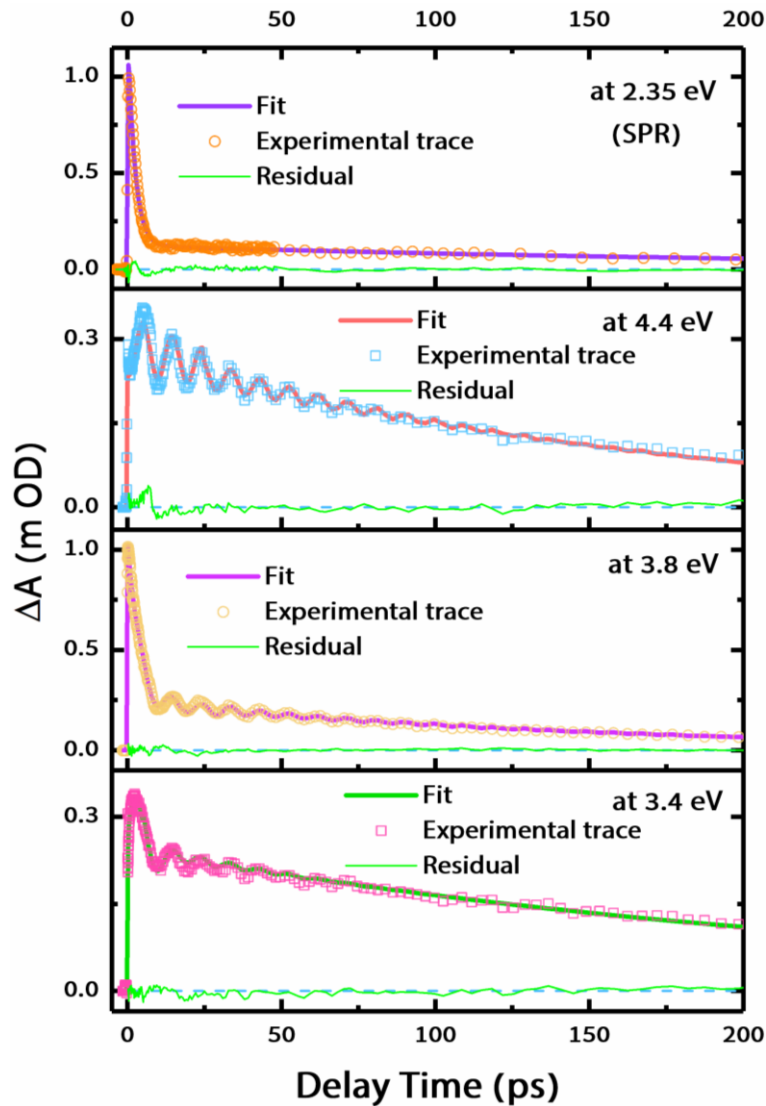 0 50 100 150 200
at 2.35 eV
(SPR)
Fit
Experimental trace
Residual
1.0
0.5
0.0
at 4.4 eV
Fit
Experimental trace
Residual
0.3
0.0
at 3.8 eV
Fit
Experimental trace
Residual
1.0
0.5
0.0
at 3.4 eV
Fit
Experimental trace
Residual
0.3
0.0
0 50 100 150 200
ΔA (m OD)
Delay Time (ps)